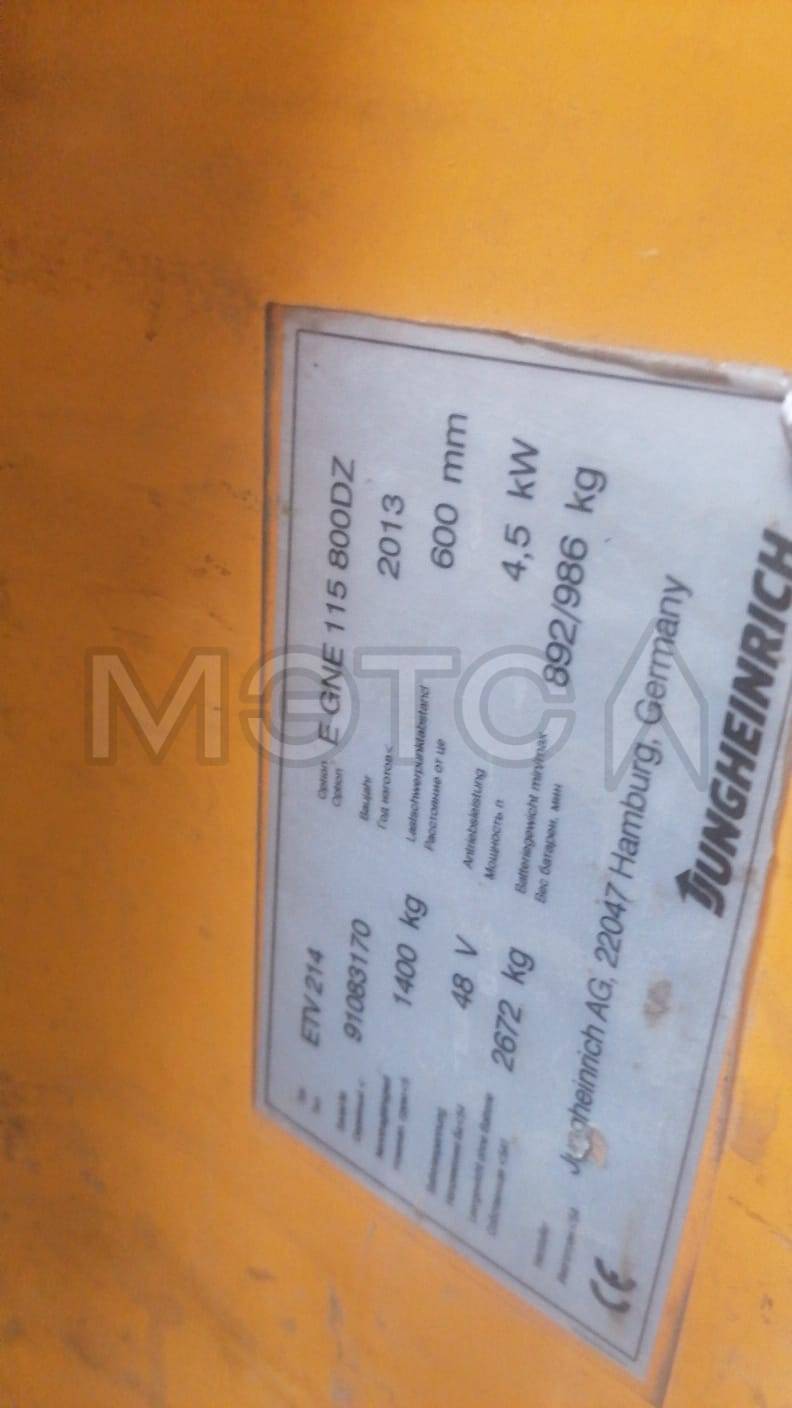 ETV 214
Option E-GNE 115 800DZ
Option
91083170
Baujahr 2013
Год изготов
1400 kg
Lastschwerpunktabstand 600 mm
Расстояние от це
48 V
Antriebsleistung 4,5 kW
Мощность п
2672 kg
Batteriegewicht min/max 892/986 kg
Вес батареи, мин
Jungheinrich AG, 22047 Hamburg, Germany
CE
JUNGHEINRICH
МЭТС